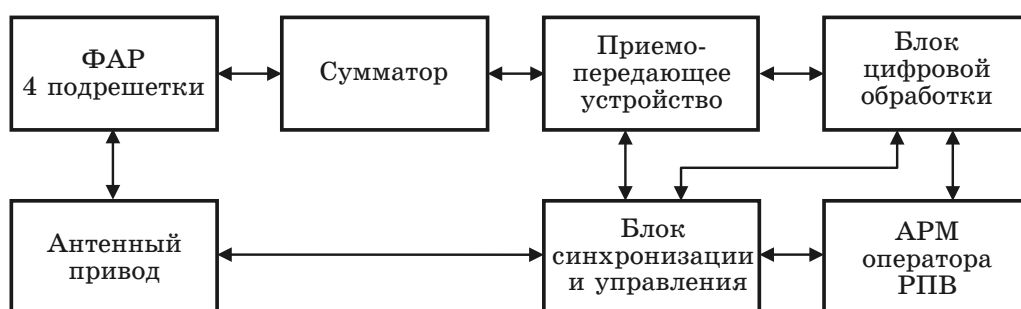 ФАР
4 подрешетки
Сумматор
Приемо-
передающее
устройство
Блок
цифровой
обработки
Антенный
привод
Блок
синхронизации
и управления
АРМ
оператора
РПВ